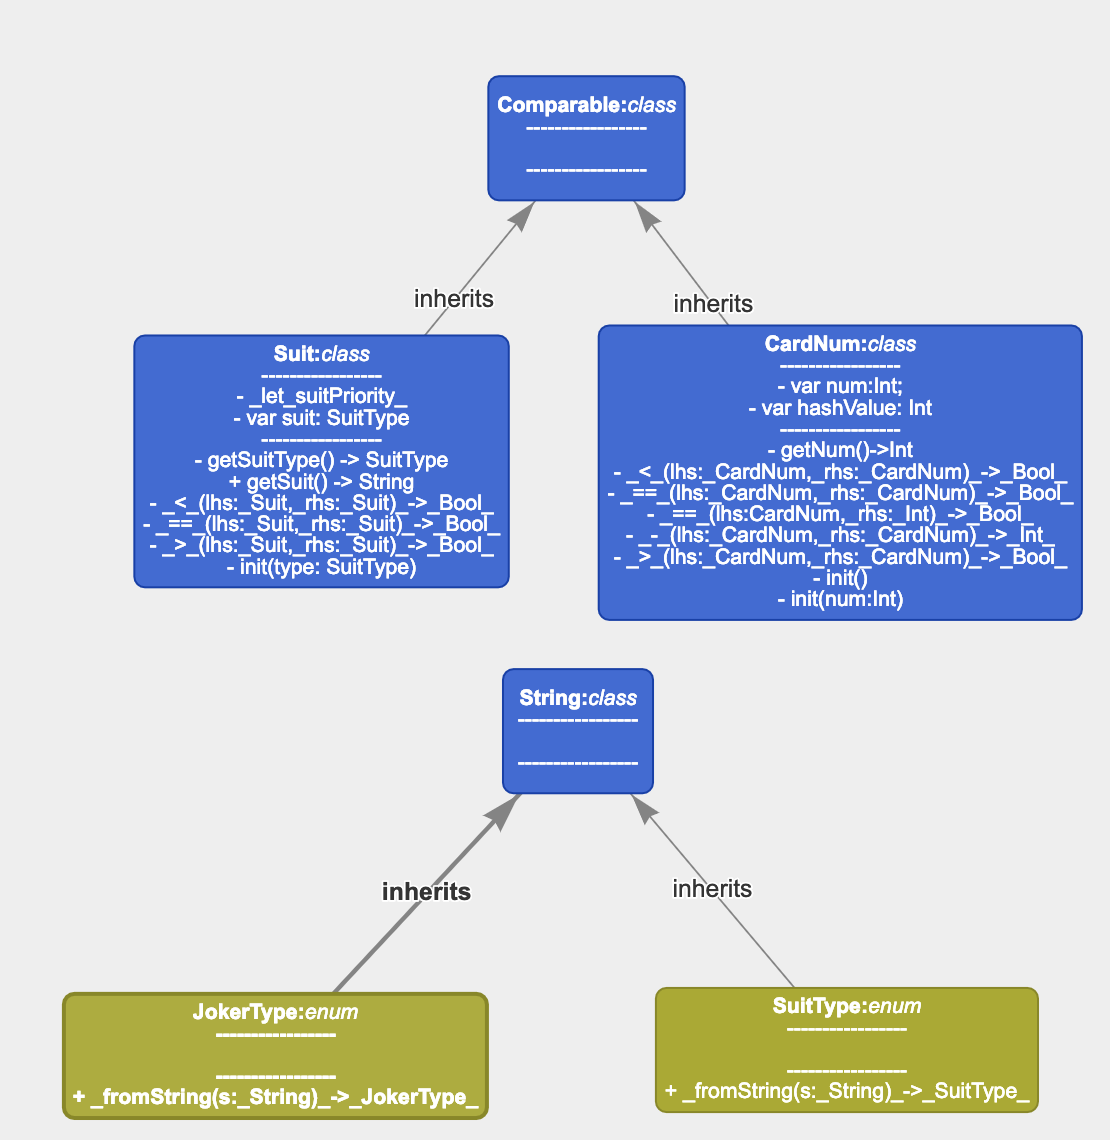 Comparable:class
-----------------
-----------------
inherits
inherits
Suit:class
-----------------
- _let_suitPriority_
- var suit: SuitType
-----------------
- getSuitType() -> SuitType
+ getSuit() -> String
- _<_(lhs:_Suit,_rhs:_Suit)_->_Bool_
- _==_(lhs:_Suit,_rhs:_Suit)_->_Bool_
- _>_(lhs:_Suit,_rhs:_Suit)_->_Bool_
- init(type: SuitType)
CardNum:class
-----------------
- var num:Int;
- var hashValue: Int
-----------------
- getNum()->Int
- _<_(lhs:_CardNum,_rhs:_CardNum)_->_Bool_
- _==_(lhs:_CardNum,_rhs:_CardNum)_->_Bool_
- _==_(lhs:CardNum,_rhs:_Int)_->_Bool_
- _-_(lhs:_CardNum,_rhs:_CardNum)_->_Int_
- _>_(lhs:_CardNum,_rhs:_CardNum)_->_Bool_
- init()
- init(num:Int)
String:class
-----------------
-----------------
inherits
inherits
JokerType:enum
-----------------
-----------------
+ _fromString(s:_String)_->_JokerType_
SuitType:enum
-----------------
-----------------
+ _fromString(s:_String)_->_SuitType_